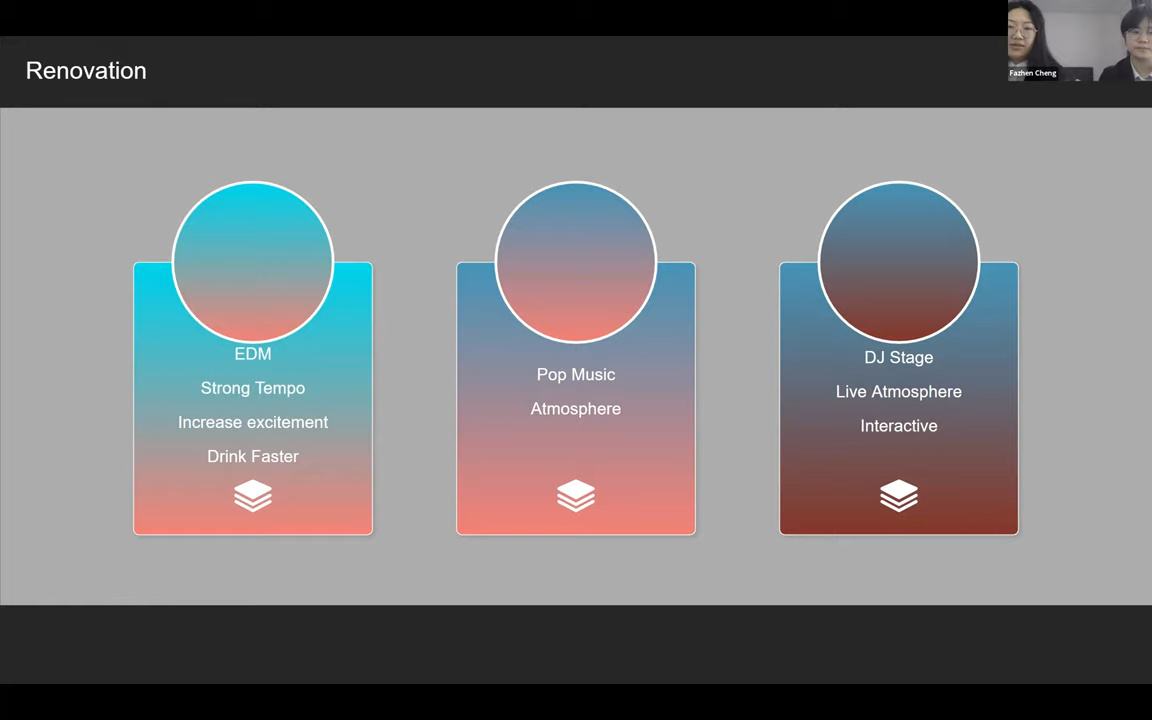 Renovation
Fazhen Cheng
EDM
Strong Tempo
Increase excitement
Drink Faster
Pop Music
Atmosphere
DJ Stage
Live Atmosphere
Interactive